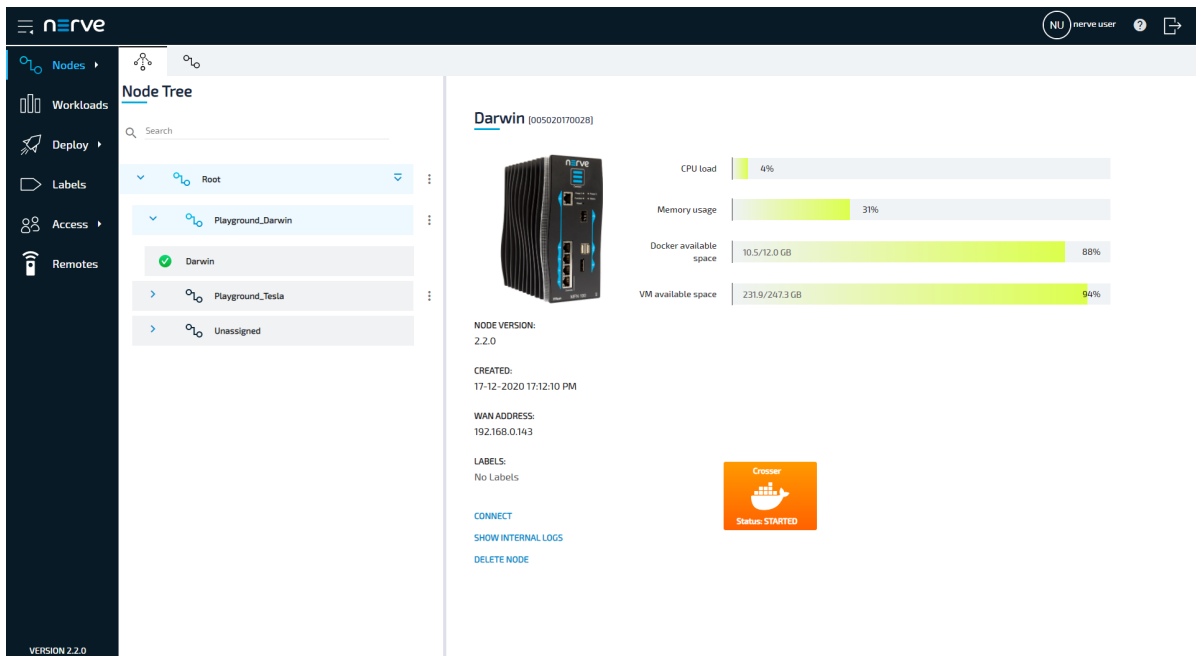 nerve
NU nerve user ?
Nodes
Workloads
Deploy
Labels
Access
Remotes
VERSION 2.2.0
Node Tree
Search
Root
Playground_Darwin
Darwin
Playground_Tesla
Unassigned
Darwin [005020170028]
nerve
CPU load 4%
Memory usage 31%
Docker available space 10.5/12.0 GB 88%
VM available space 231.9/247.3 GB 94%
NODE VERSION:
2.2.0
CREATED:
17-12-2020 17:12:10 PM
WAN ADDRESS:
192.168.0.143
LABELS:
No Labels
CONNECT
SHOW INTERNAL LOGS
DELETE NODE
Crosser
Status: STARTED